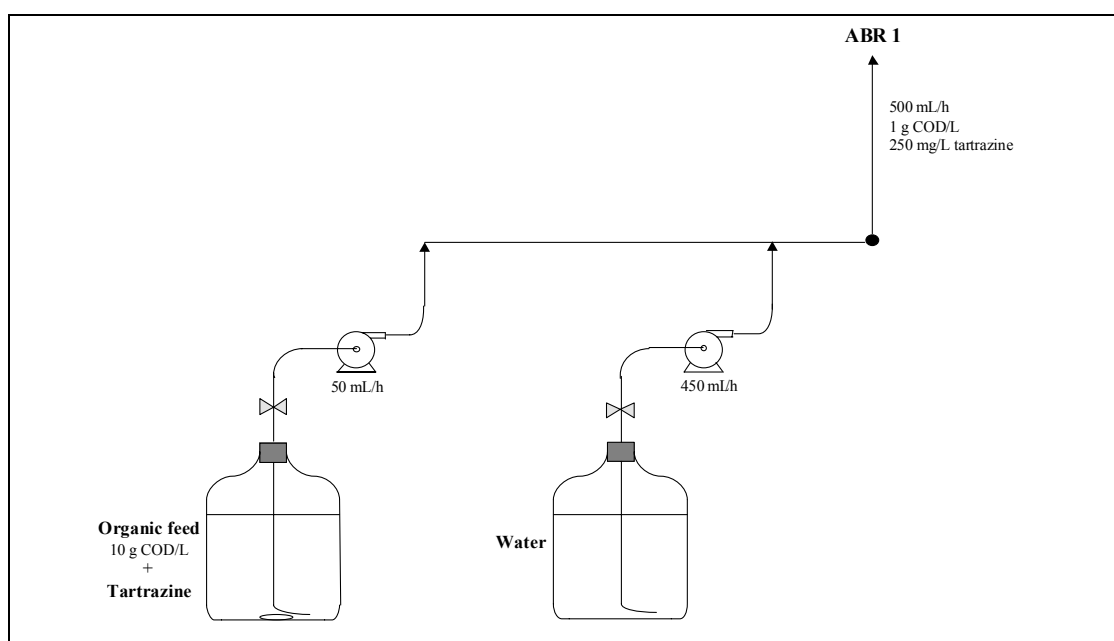 ABR 1
500 mL/h
1 g COD/L
250 mg/L tartrazine
50 mL/h
450 mL/h
Organic feed
10 g COD/L
+
Tartrazine
Water